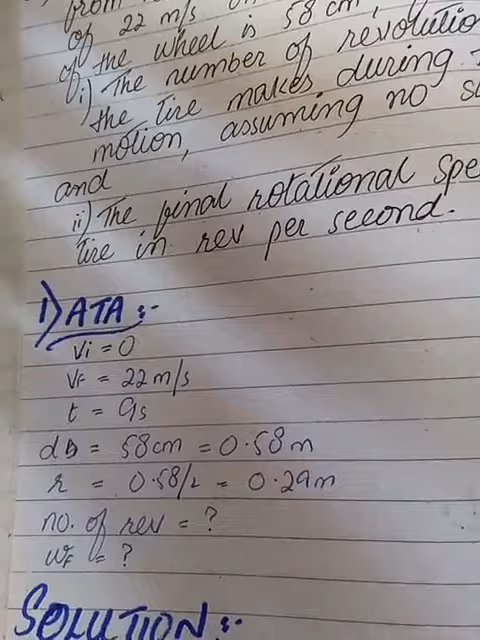 from
of 22 m/s
of the wheel is 58 cm,
i) The number of revolutio
the tire makes during
motion, assuming no
and
ii) The final rotational spe
tire in rev per second.
DATA :-
Vi = 0
VF = 22 m/s
t = 9s
d = 58cm = 0.58m
r = 0.58/2 = 0.29m
no. of rev = ?
WF = ?
SOLUTION:-